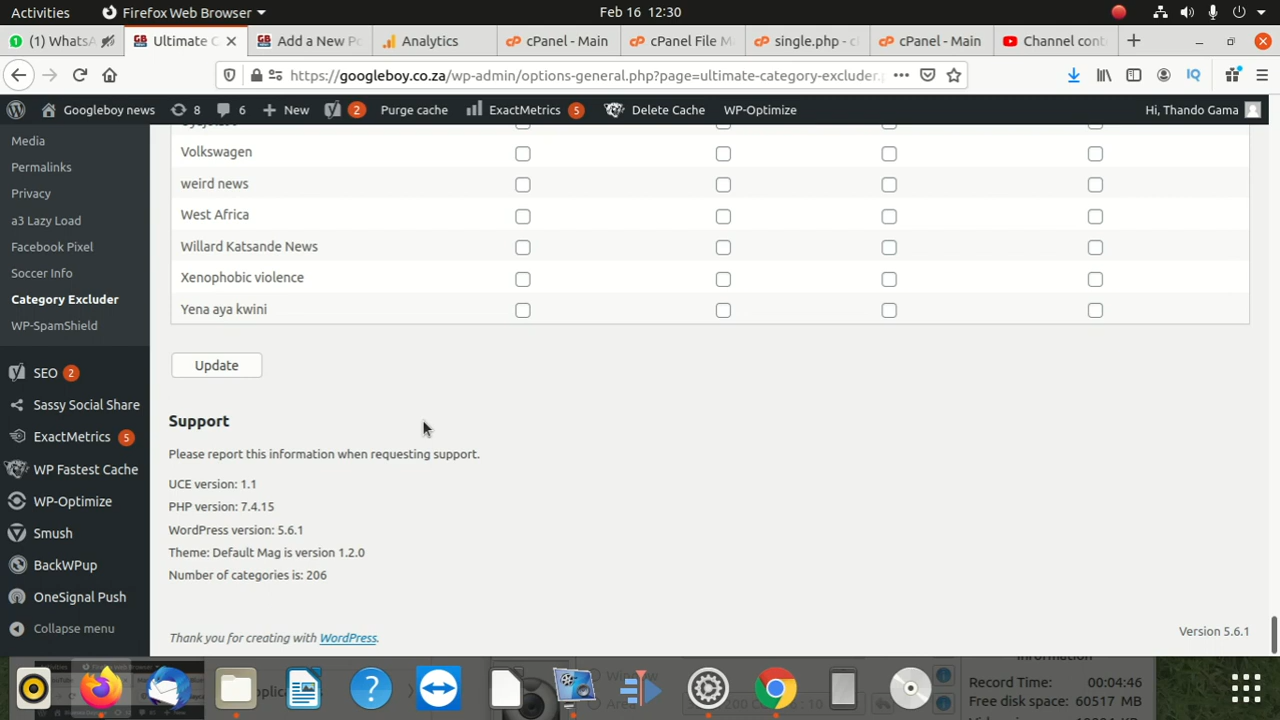 Activities Firefox Web Browser Feb 16 12:30
(1) WhatsA Ultimate C Add a New Po Analytics cPanel - Main cPanel File M single.php - c cPanel - Main Channel cont
https://googleboy.co.za/wp-admin/options-general.php?page=ultimate-category-excluder.p
Googleboy news 8 6 New 2 Purge cache ExactMetrics 5 Delete Cache WP-Optimize Hi, Thando Gama
Media
Permalinks
Privacy
a3 Lazy Load
Facebook Pixel
Soccer Info
Category Excluder
WP-SpamShield
SEO 2
Sassy Social Share
ExactMetrics 5
WP Fastest Cache
WP-Optimize
Smush
BackWPup
OneSignal Push
Collapse menu
Volkswagen
weird news
West Africa
Willard Katsande News
Xenophobic violence
Yena aya kwini
Update
Support
Please report this information when requesting support.
UCE version: 1.1
PHP version: 7.4.15
WordPress version: 5.6.1
Theme: Default Mag is version 1.2.0
Number of categories is: 206
Thank you for creating with WordPress.
Version 5.6.1
Information
Record Time: 00:04:46
Free disk space: 60517 MB